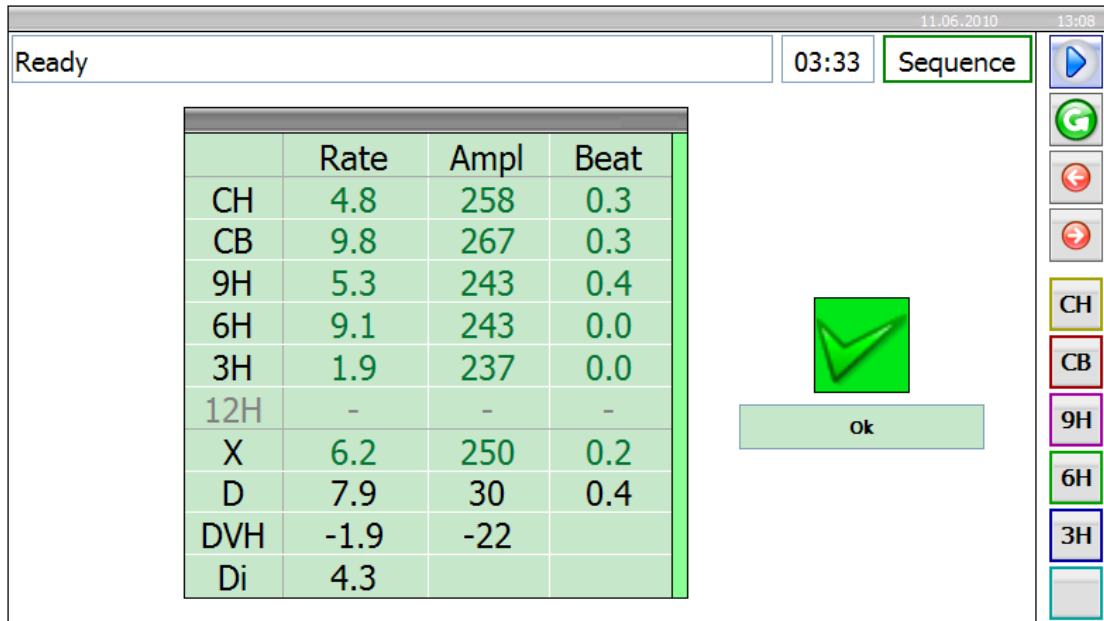 11.06.2010 13:08
Ready 03:33 Sequence
Rate Ampl Beat
CH 4.8 258 0.3
CB 9.8 267 0.3
9H 5.3 243 0.4
6H 9.1 243 0.0
3H 1.9 237 0.0
12H - - -
X 6.2 250 0.2
D 7.9 30 0.4
DVH -1.9 -22
Di 4.3
Ok
CH
CB
9H
6H
3H